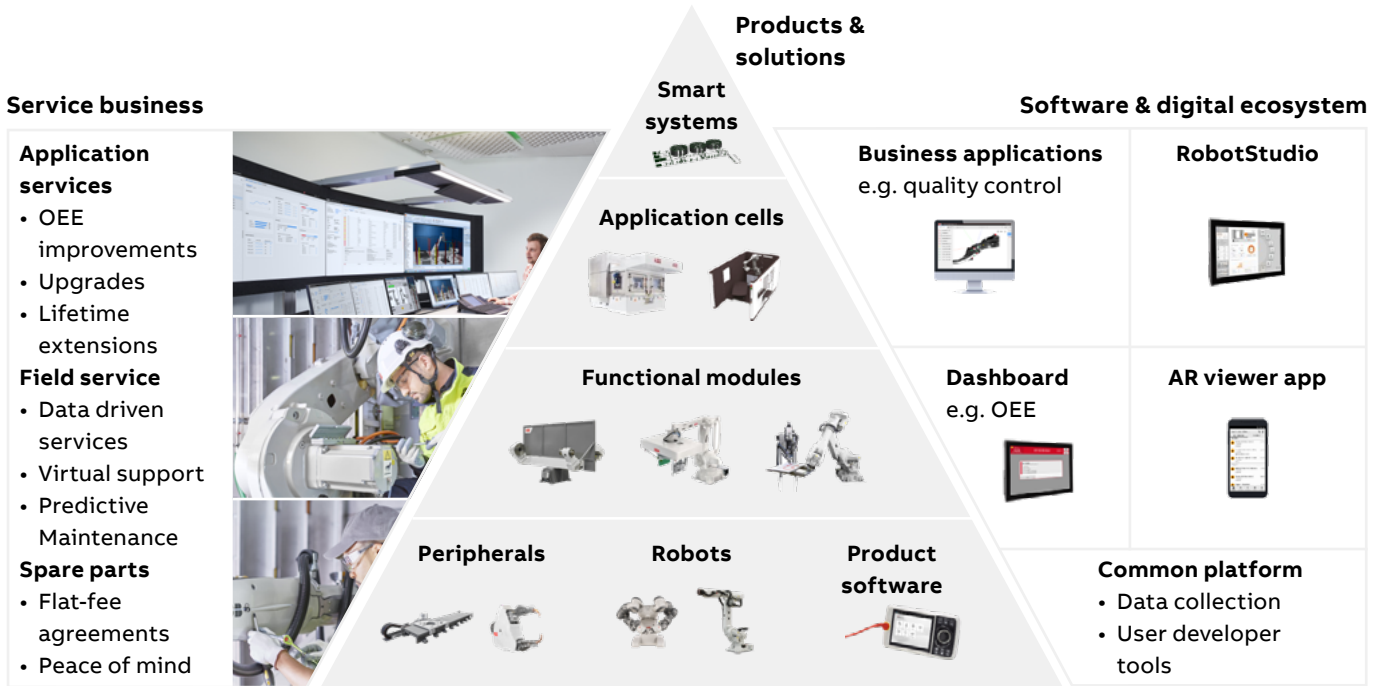 Products &
solutions
Service business
Application
services
• OEE
improvements
• Upgrades
• Lifetime
extensions
Field service
• Data driven
services
• Virtual support
• Predictive
Maintenance
Spare parts
• Flat-fee
agreements
• Peace of mind
Smart
systems
Application cells
Functional modules
Peripherals
Robots
Product
software
Software & digital ecosystem
Business applications
e.g. quality control
RobotStudio
Dashboard
e.g. OEE
AR viewer app
Common platform
• Data collection
• User developer
tools